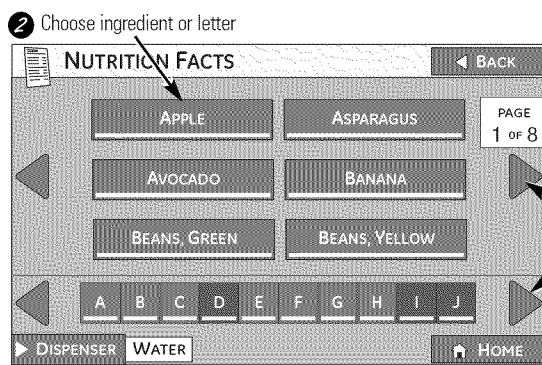 2 Choose ingredient or letter
NUTRITION FACTS
BACK
APPLE
ASPARAGUS
PAGE
1 OF 8
AVOCADO
BANANA
BEANS, GREEN
BEANS, YELLOW
A B C D E F G H I J
DISPENSER WATER
HOME